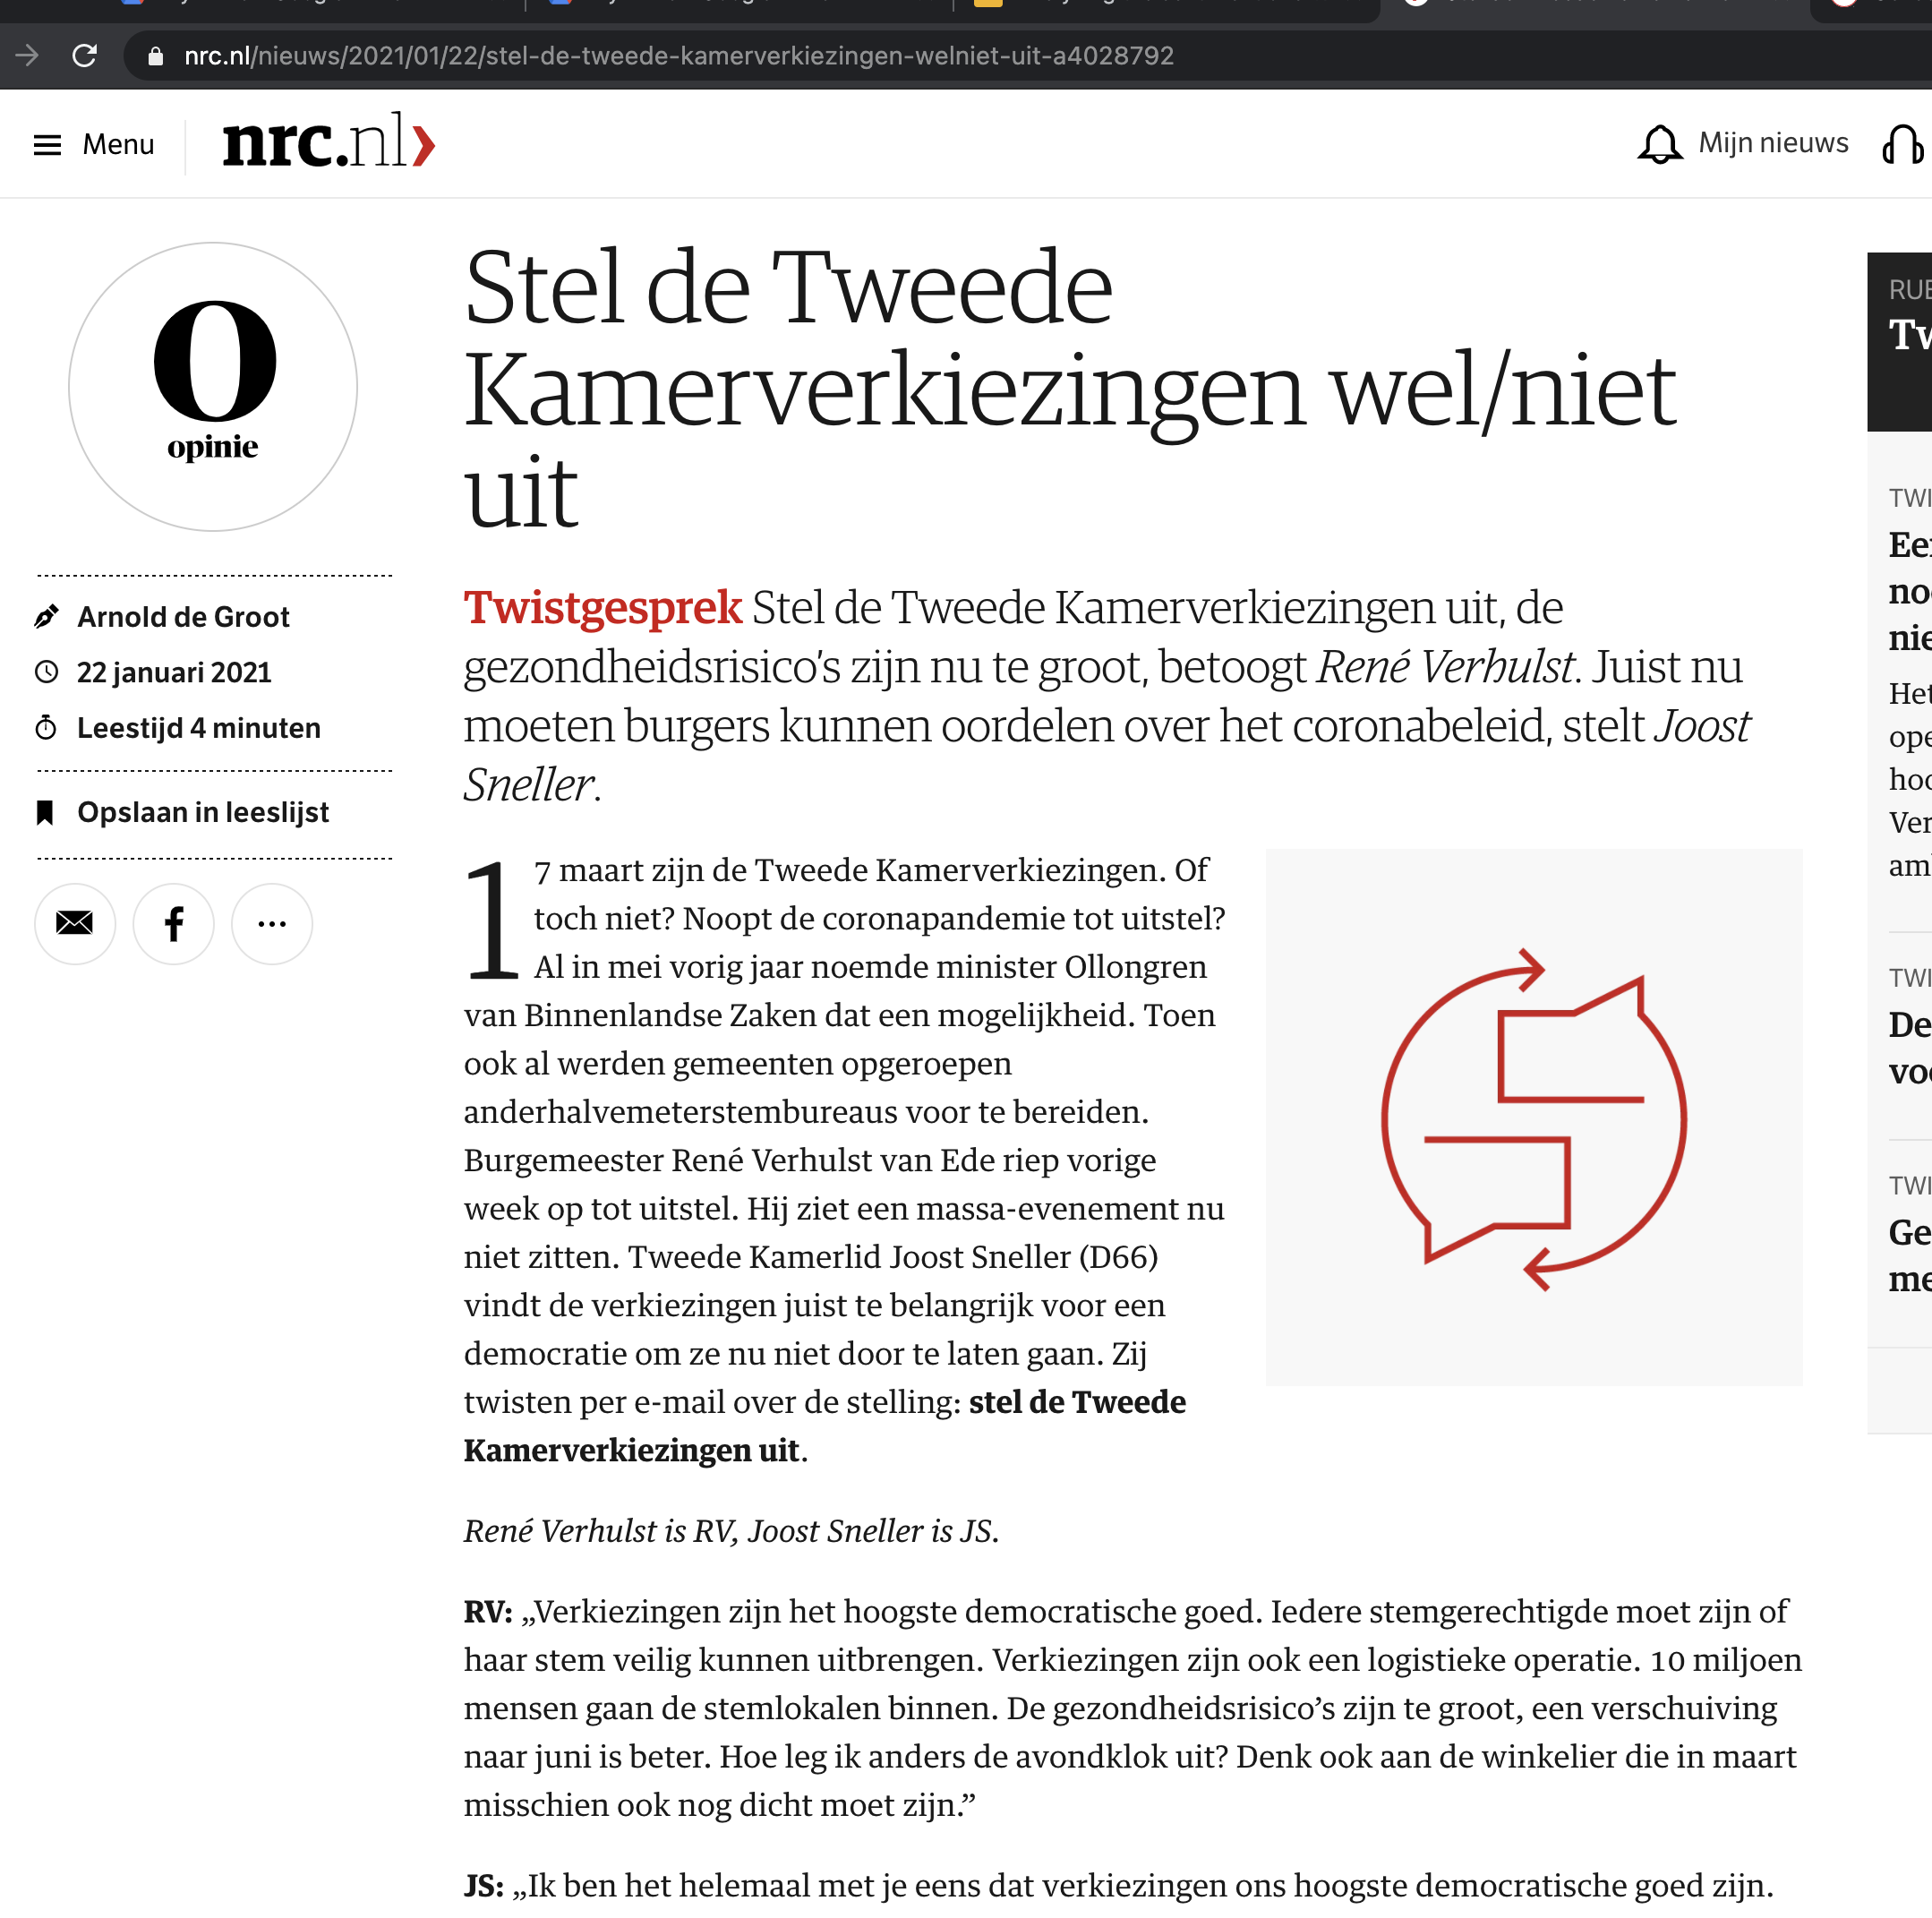 nrc.nl/nieuws/2021/01/22/stel-de-tweede-kamerverkiezingen-welniet-uit-a4028792
Menu
nrc.nl
Mijn nieuws
O
opinie
Arnold de Groot
22 januari 2021
Leestijd 4 minuten
Opslaan in leeslijst
Stel de Tweede
Kamerverkiezingen wel/niet
uit
Twistgesprek Stel de Tweede Kamerverkiezingen uit, de
gezondheidsrisico’s zijn nu te groot, betoogt René Verhulst. Juist nu
moeten burgers kunnen oordelen over het coronabeleid, stelt Joost
Sneller.
17 maart zijn de Tweede Kamerverkiezingen. Of
toch niet? Noopt de coronapandemie tot uitstel?
Al in mei vorig jaar noemde minister Ollongren
van Binnenlandse Zaken dat een mogelijkheid. Toen
ook al werden gemeenten opgeroepen
anderhalvemeterstembureaus voor te bereiden.
Burgemeester René Verhulst van Ede riep vorige
week op tot uitstel. Hij ziet een massa-evenement nu
niet zitten. Tweede Kamerlid Joost Sneller (D66)
vindt de verkiezingen juist te belangrijk voor een
democratie om ze nu niet door te laten gaan. Zij
twisten per e-mail over de stelling: stel de Tweede
Kamerverkiezingen uit.
René Verhulst is RV, Joost Sneller is JS.
RV: „Verkiezingen zijn het hoogste democratische goed. Iedere stemgerechtigde moet zijn of
haar stem veilig kunnen uitbrengen. Verkiezingen zijn ook een logistieke operatie. 10 miljoen
mensen gaan de stemlokalen binnen. De gezondheidsrisico’s zijn te groot, een verschuiving
naar juni is beter. Hoe leg ik anders de avondklok uit? Denk ook aan de winkelier die in maart
misschien ook nog dicht moet zijn.”
JS: „Ik ben het helemaal met je eens dat verkiezingen ons hoogste democratische goed zijn.